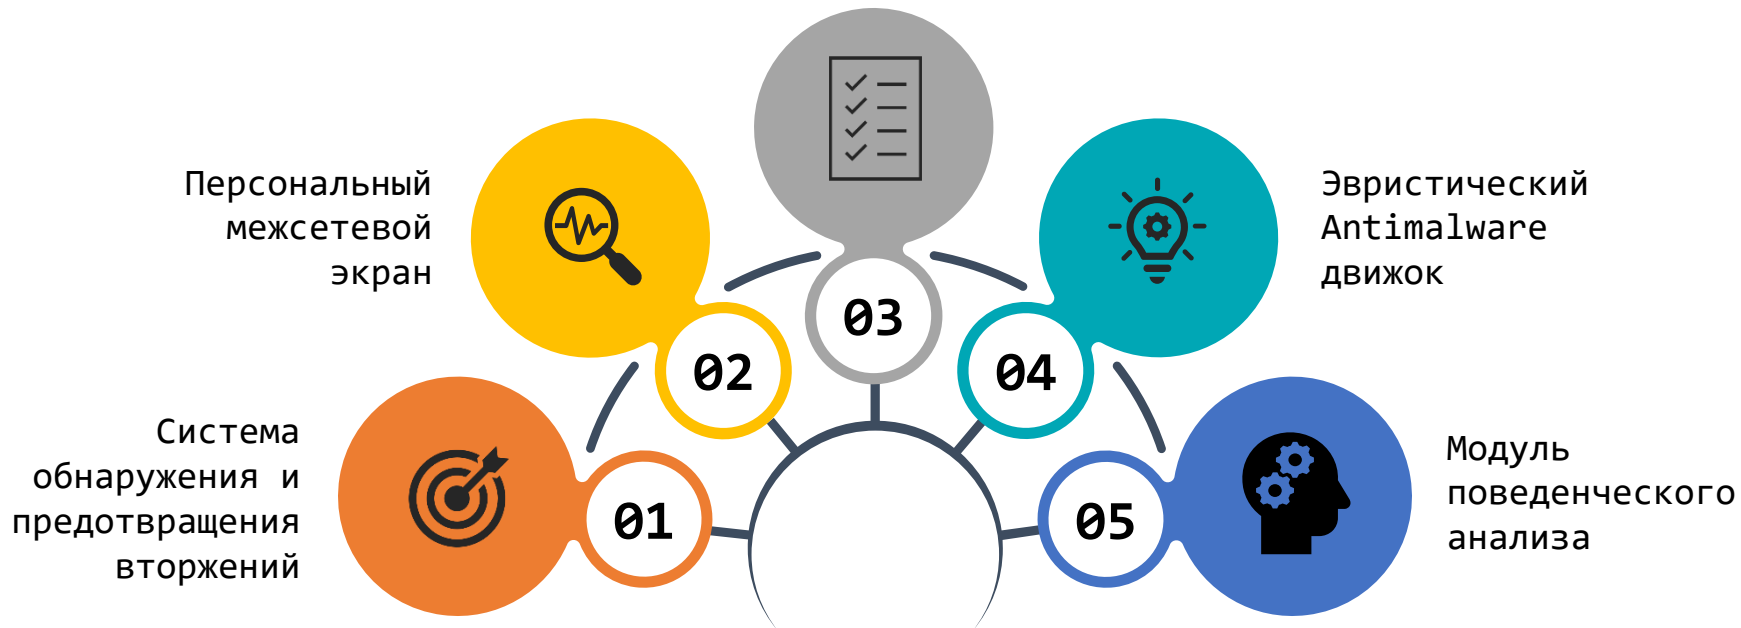 Система
обнаружения и
предотвращения
вторжений
01
Персональный
межсетевой
экран
02
03
04
Эвристический
Antimalware
движок
05
Модуль
поведенческого
анализа